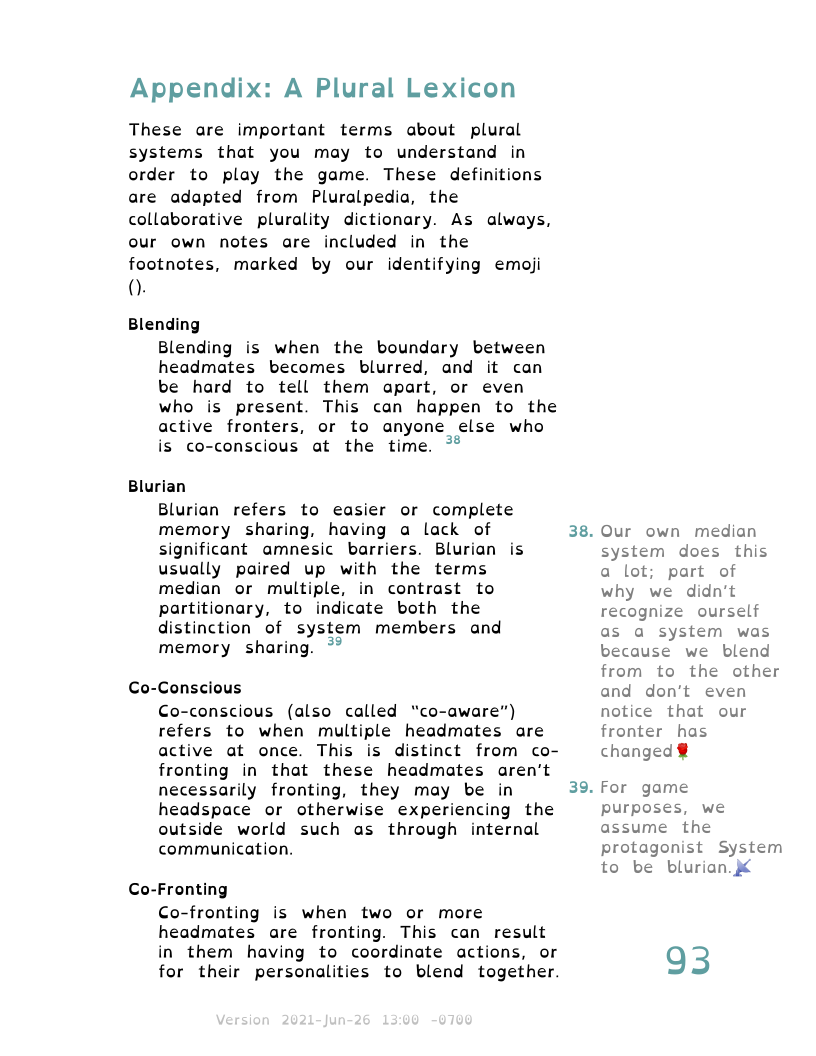 Appendix: A Plural Lexicon
These are important terms about plural
systems that you may to understand in
order to play the game. These definitions
are adapted from Pluralpedia, the
collaborative plurality dictionary. As always,
our own notes are included in the
footnotes, marked by our identifying emoji
().
Blending
Blending is when the boundary between
headmates becomes blurred, and it can
be hard to tell them apart, or even
who is present. This can happen to the
active fronters, or to anyone else who
is co-conscious at the time. 38
Blurian
Blurian refers to easier or complete
memory sharing, having a lack of
significant amnesic barriers. Blurian is
usually paired up with the terms
median or multiple, in contrast to
partitionary, to indicate both the
distinction of system members and
memory sharing. 39
Co-Conscious
Co-conscious (also called “co-aware”)
refers to when multiple headmates are
active at once. This is distinct from co-
fronting in that these headmates aren’t
necessarily fronting, they may be in
headspace or otherwise experiencing the
outside world such as through internal
communication.
Co-Fronting
Co-fronting is when two or more
headmates are fronting. This can result
in them having to coordinate actions, or
for their personalities to blend together.
38. Our own median
system does this
a lot; part of
why we didn’t
recognize ourself
as a system was
because we blend
from to the other
and don’t even
notice that our
fronter has
changed🌹
39. For game
purposes, we
assume the
protagonist System
to be blurian.📡
93
Version 2021-Jun-26 13:00 -0700